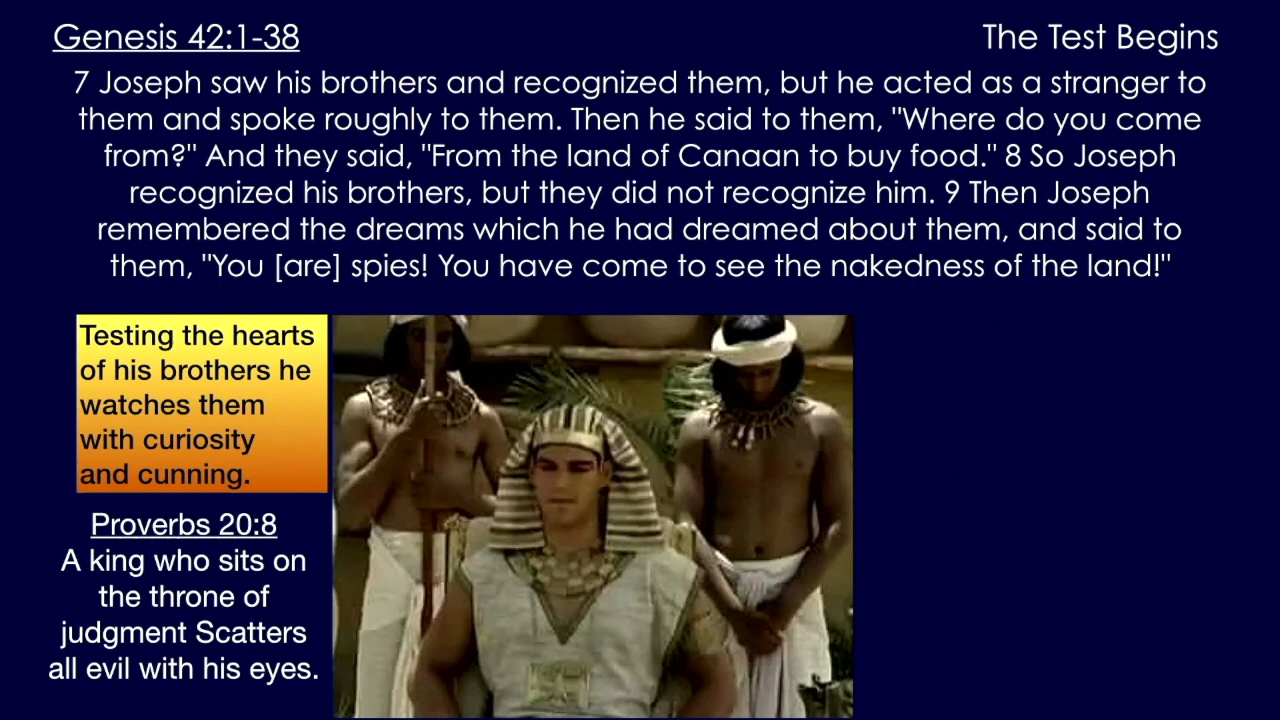 Genesis 42:1-38
The Test Begins
7 Joseph saw his brothers and recognized them, but he acted as a stranger to
them and spoke roughly to them. Then he said to them, "Where do you come
from?" And they said, "From the land of Canaan to buy food." 8 So Joseph
recognized his brothers, but they did not recognize him. 9 Then Joseph
remembered the dreams which he had dreamed about them, and said to
them, "You [are] spies! You have come to see the nakedness of the land!"
Testing the hearts
of his brothers he
watches them
with curiosity
and cunning.
Proverbs 20:8
A king who sits on
the throne of
judgment Scatters
all evil with his eyes.